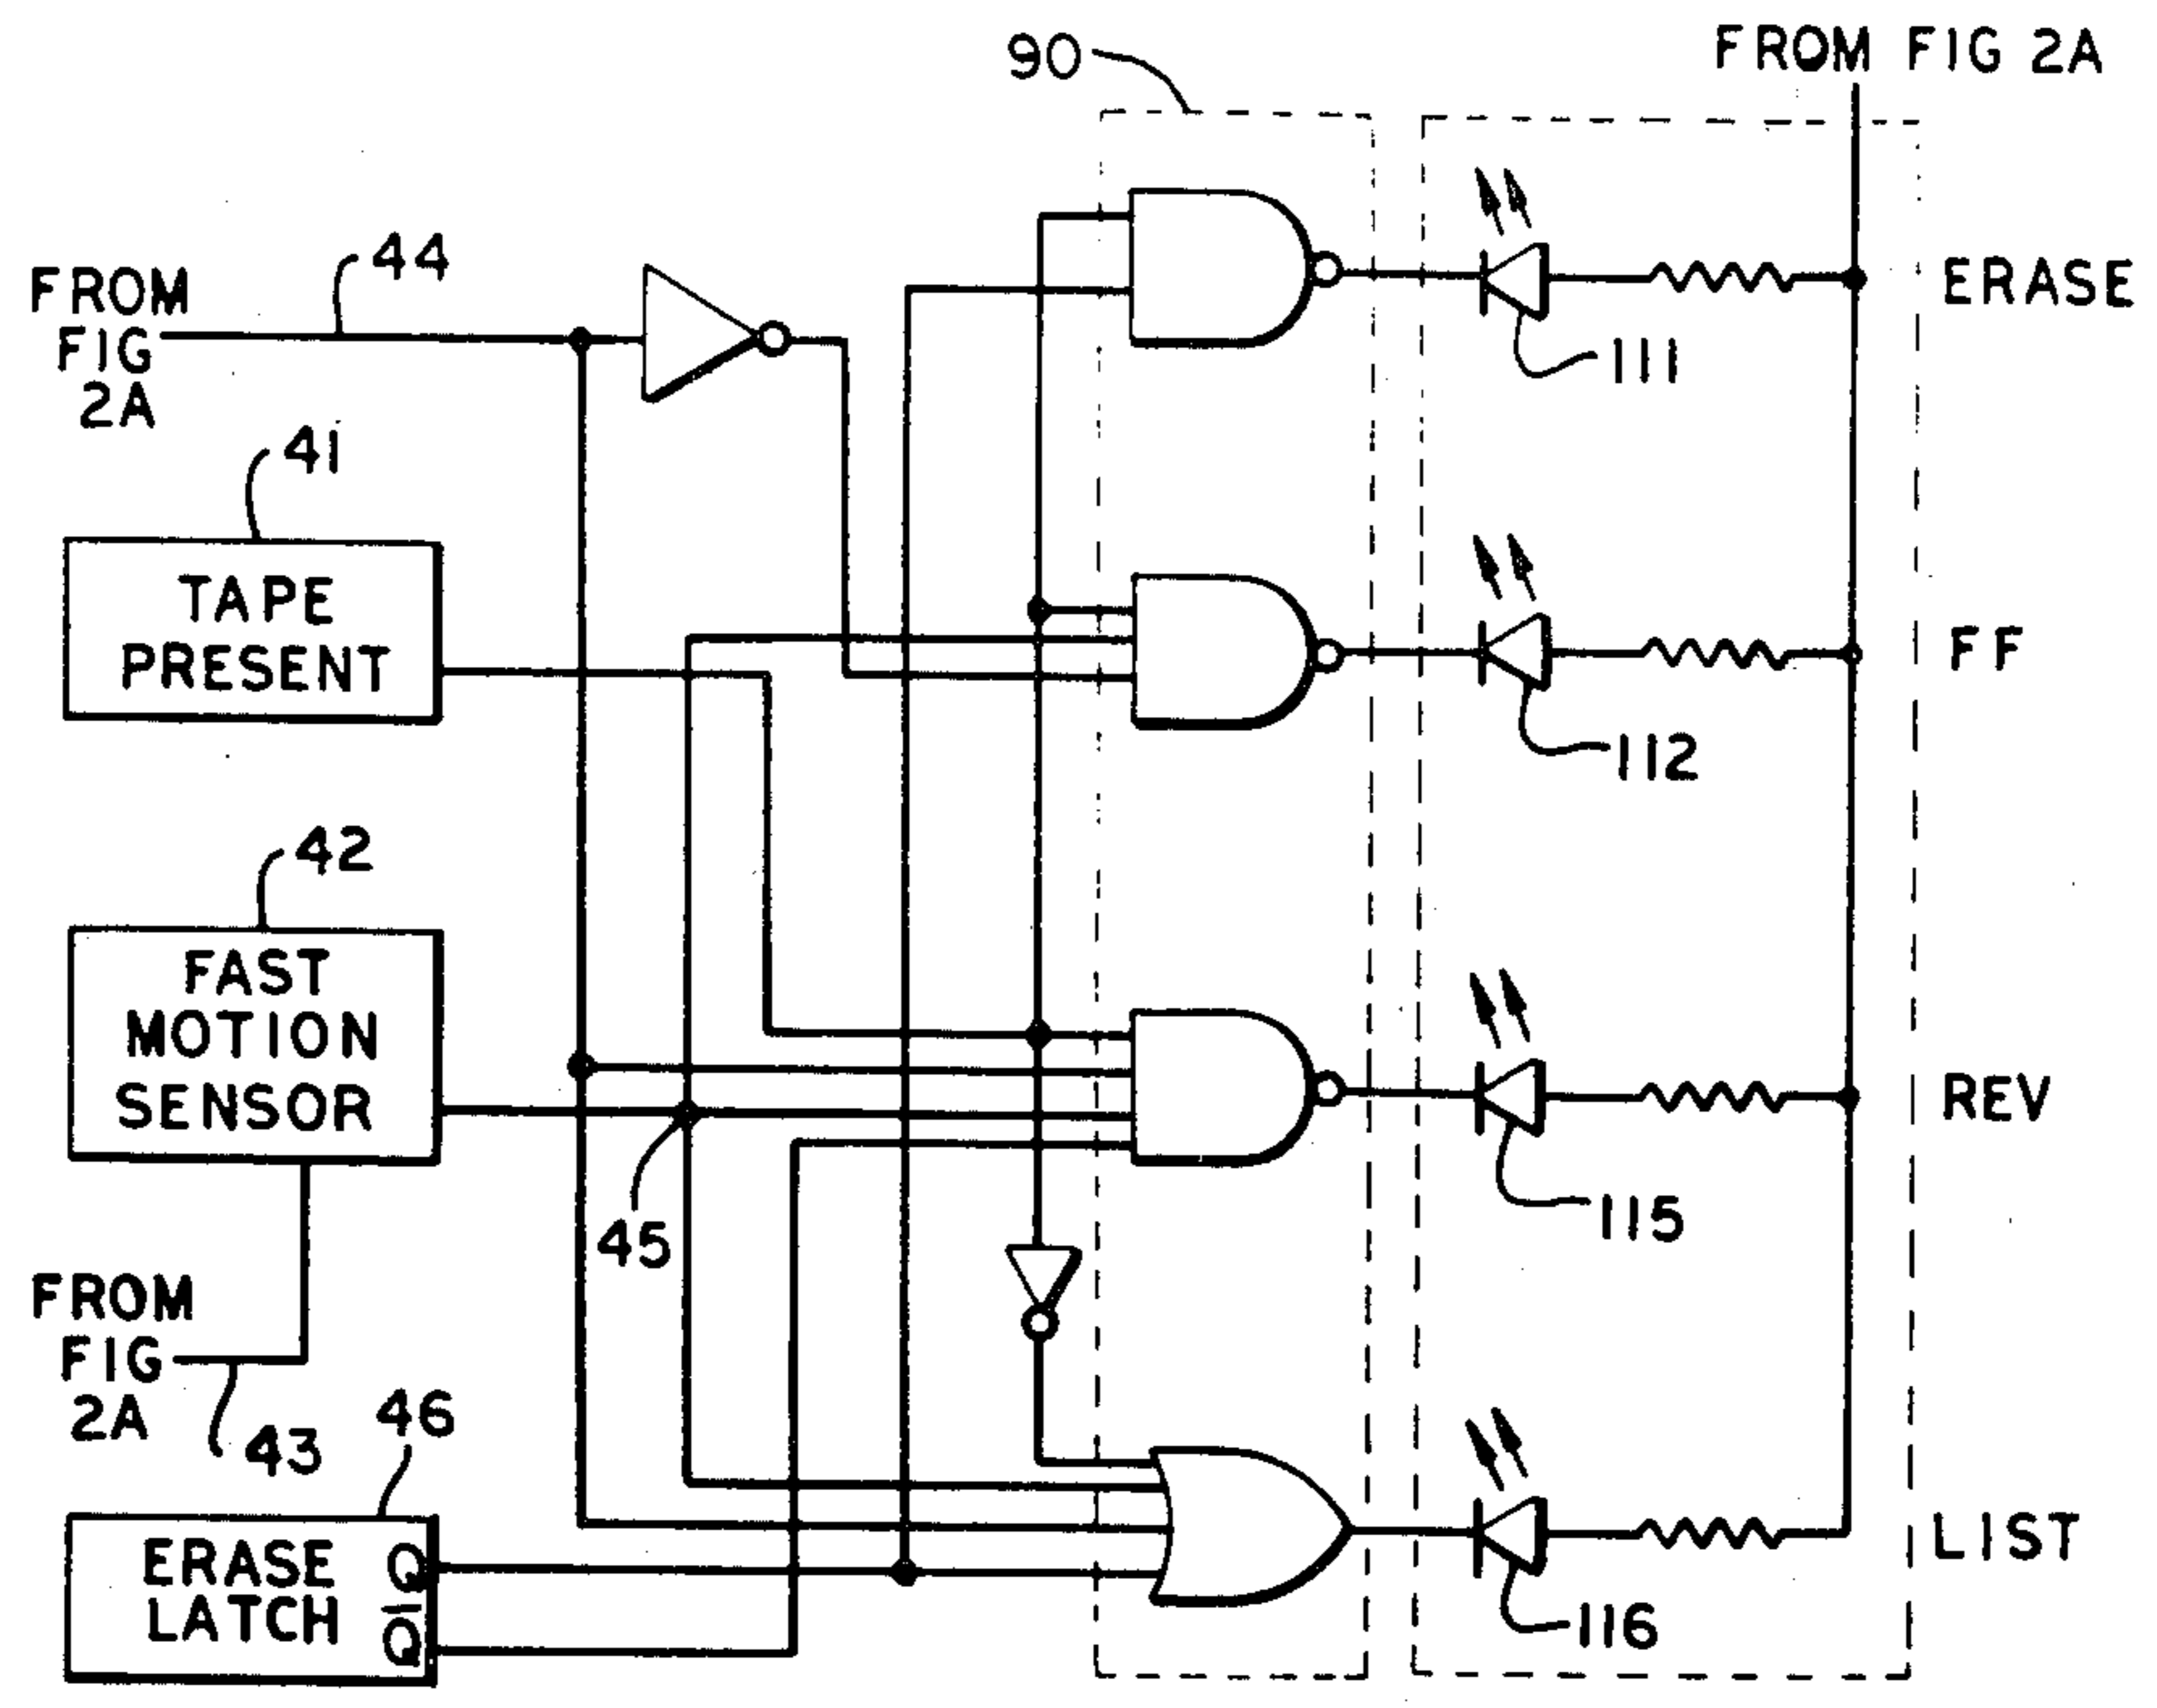 FROM FIG 2A
90
44
FROM
FIG
2A
ERASE
111
41
TAPE
PRESENT
FF
112
42
FAST
MOTION
SENSOR
REV
115
45
FROM
FIG
2A
43
46
ERASE
LATCH
Q
Q̅
LIST
116